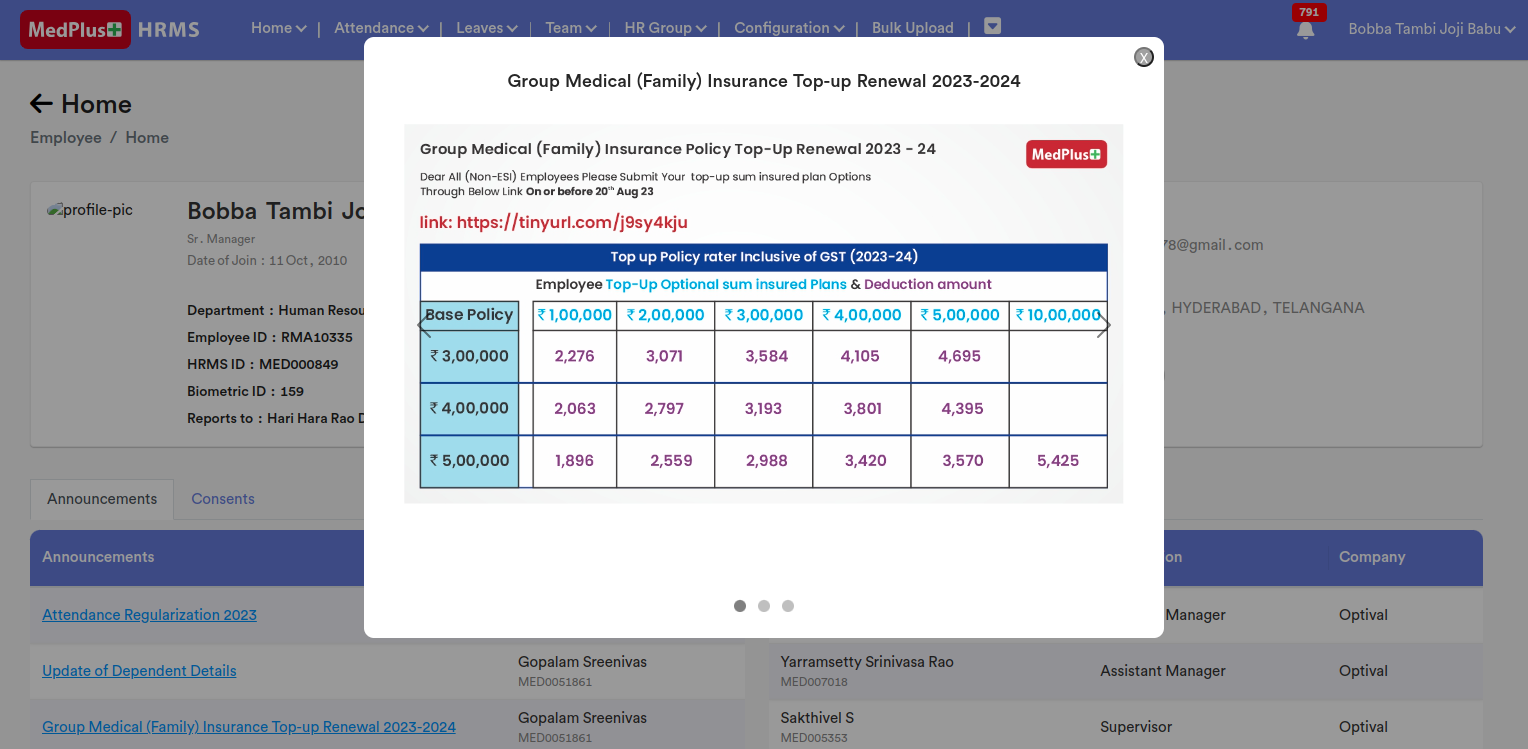 MedPlus HRMS
Home | Attendance | Leaves | Team | HR Group | Configuration | Bulk Upload |
791
Bobba Tambi Joji Babu
Home
Employee / Home
profile-pic
Bobba Tambi Jo
Sr. Manager
Date of Join : 11 Oct, 2010
Department : Human Resou
Employee ID : RMA10335
HRMS ID : MED000849
Biometric ID : 159
Reports to : Hari Hara Rao D
78@gmail.com
, HYDERABAD, TELANGANA
X
Group Medical (Family) Insurance Top-up Renewal 2023-2024
Group Medical (Family) Insurance Policy Top-Up Renewal 2023 - 24
MedPlus
Dear All (Non-ESI) Employees Please Submit Your top-up sum insured plan Options
Through Below Link On or before 20th Aug 23
link: https://tinyurl.com/j9sy4kju
Top up Policy rater Inclusive of GST (2023-24)
Employee Top-Up Optional sum insured Plans & Deduction amount
Base Policy ₹ 1,00,000 ₹ 2,00,000 ₹ 3,00,000 ₹ 4,00,000 ₹ 5,00,000 ₹ 10,00,000
₹ 3,00,000 2,276 3,071 3,584 4,105 4,695
₹ 4,00,000 2,063 2,797 3,193 3,801 4,395
₹ 5,00,000 1,896 2,559 2,988 3,420 3,570 5,425
Announcements Consents
Announcements on Company
Attendance Regularization 2023 Manager Optival
Update of Dependent Details Gopalam Sreenivas Yarramsetty Srinivasa Rao Assistant Manager Optival
MED0051861 MED007018
Group Medical (Family) Insurance Top-up Renewal 2023-2024 Gopalam Sreenivas Sakthivel S Supervisor Optival
MED0051861 MED005353